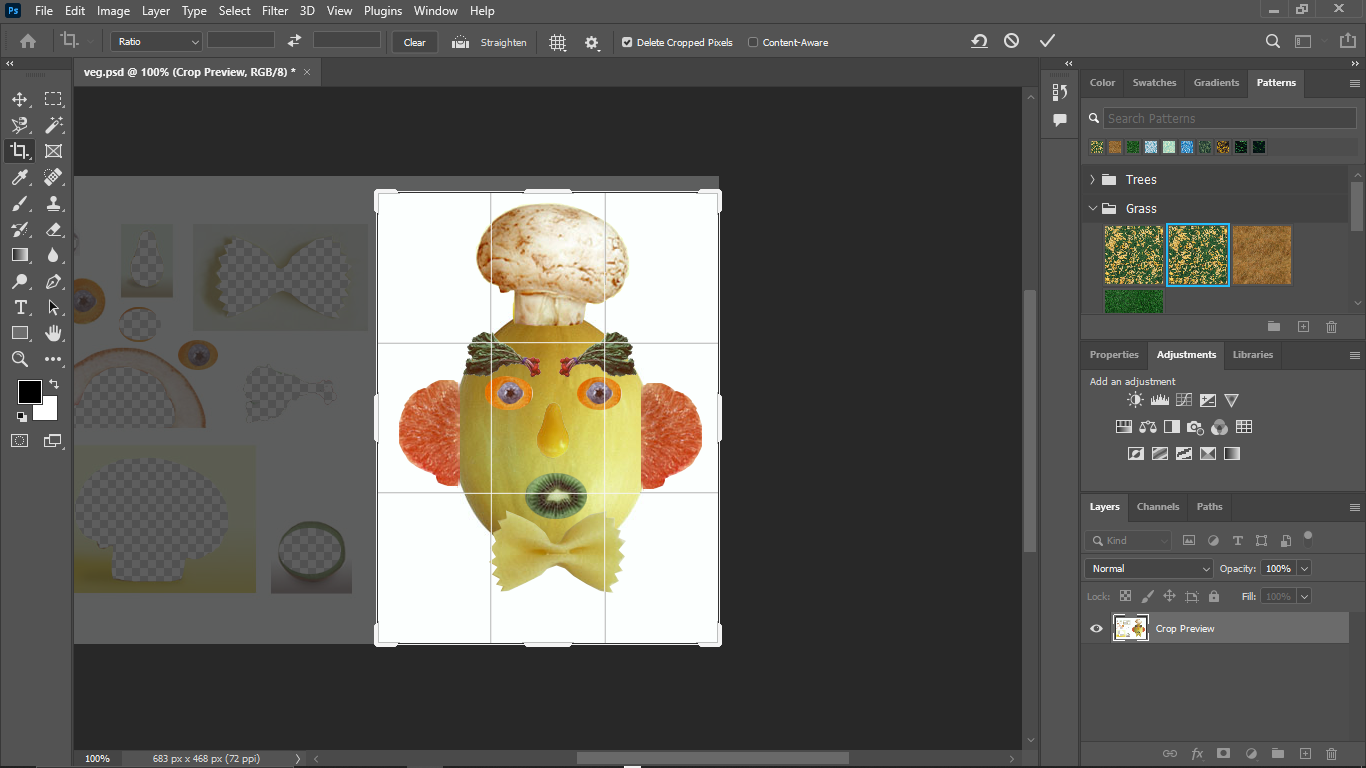 Ps File Edit Image Layer Type Select Filter 3D View Plugins Window Help
Ratio Clear Straighten Delete Cropped Pixels Content-Aware
veg.psd @ 100% (Crop Preview, RGB/8) *
Color Swatches Gradients Patterns
Search Patterns
Trees
Grass
Properties Adjustments Libraries
Add an adjustment
Layers Channels Paths
Kind
Normal Opacity: 100%
Lock: Fill: 100%
Crop Preview
100% 683 px x 468 px (72 ppi)